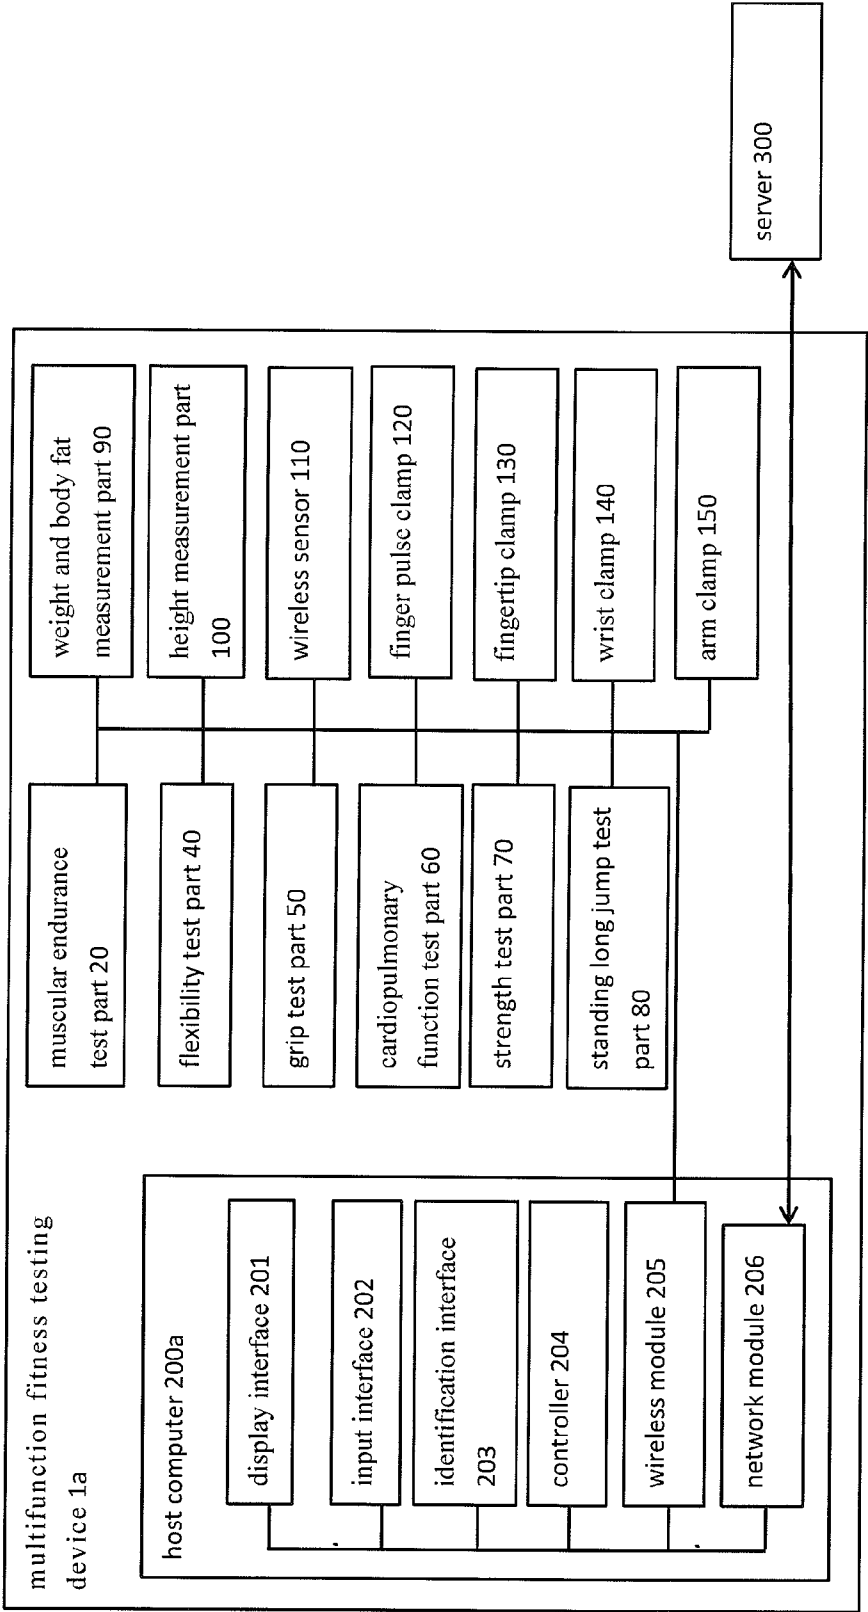 multifunction fitness testing
device 1a
host computer 200a
display interface 201
input interface 202
identification interface
203
controller 204
wireless module 205
network module 206
muscular endurance
test part 20
flexibility test part 40
grip test part 50
cardiopulmonary
function test part 60
strength test part 70
standing long jump test
part 80
weight and body fat
measurement part 90
height measurement part
100
wireless sensor 110
finger pulse clamp 120
fingertip clamp 130
wrist clamp 140
arm clamp 150
server 300